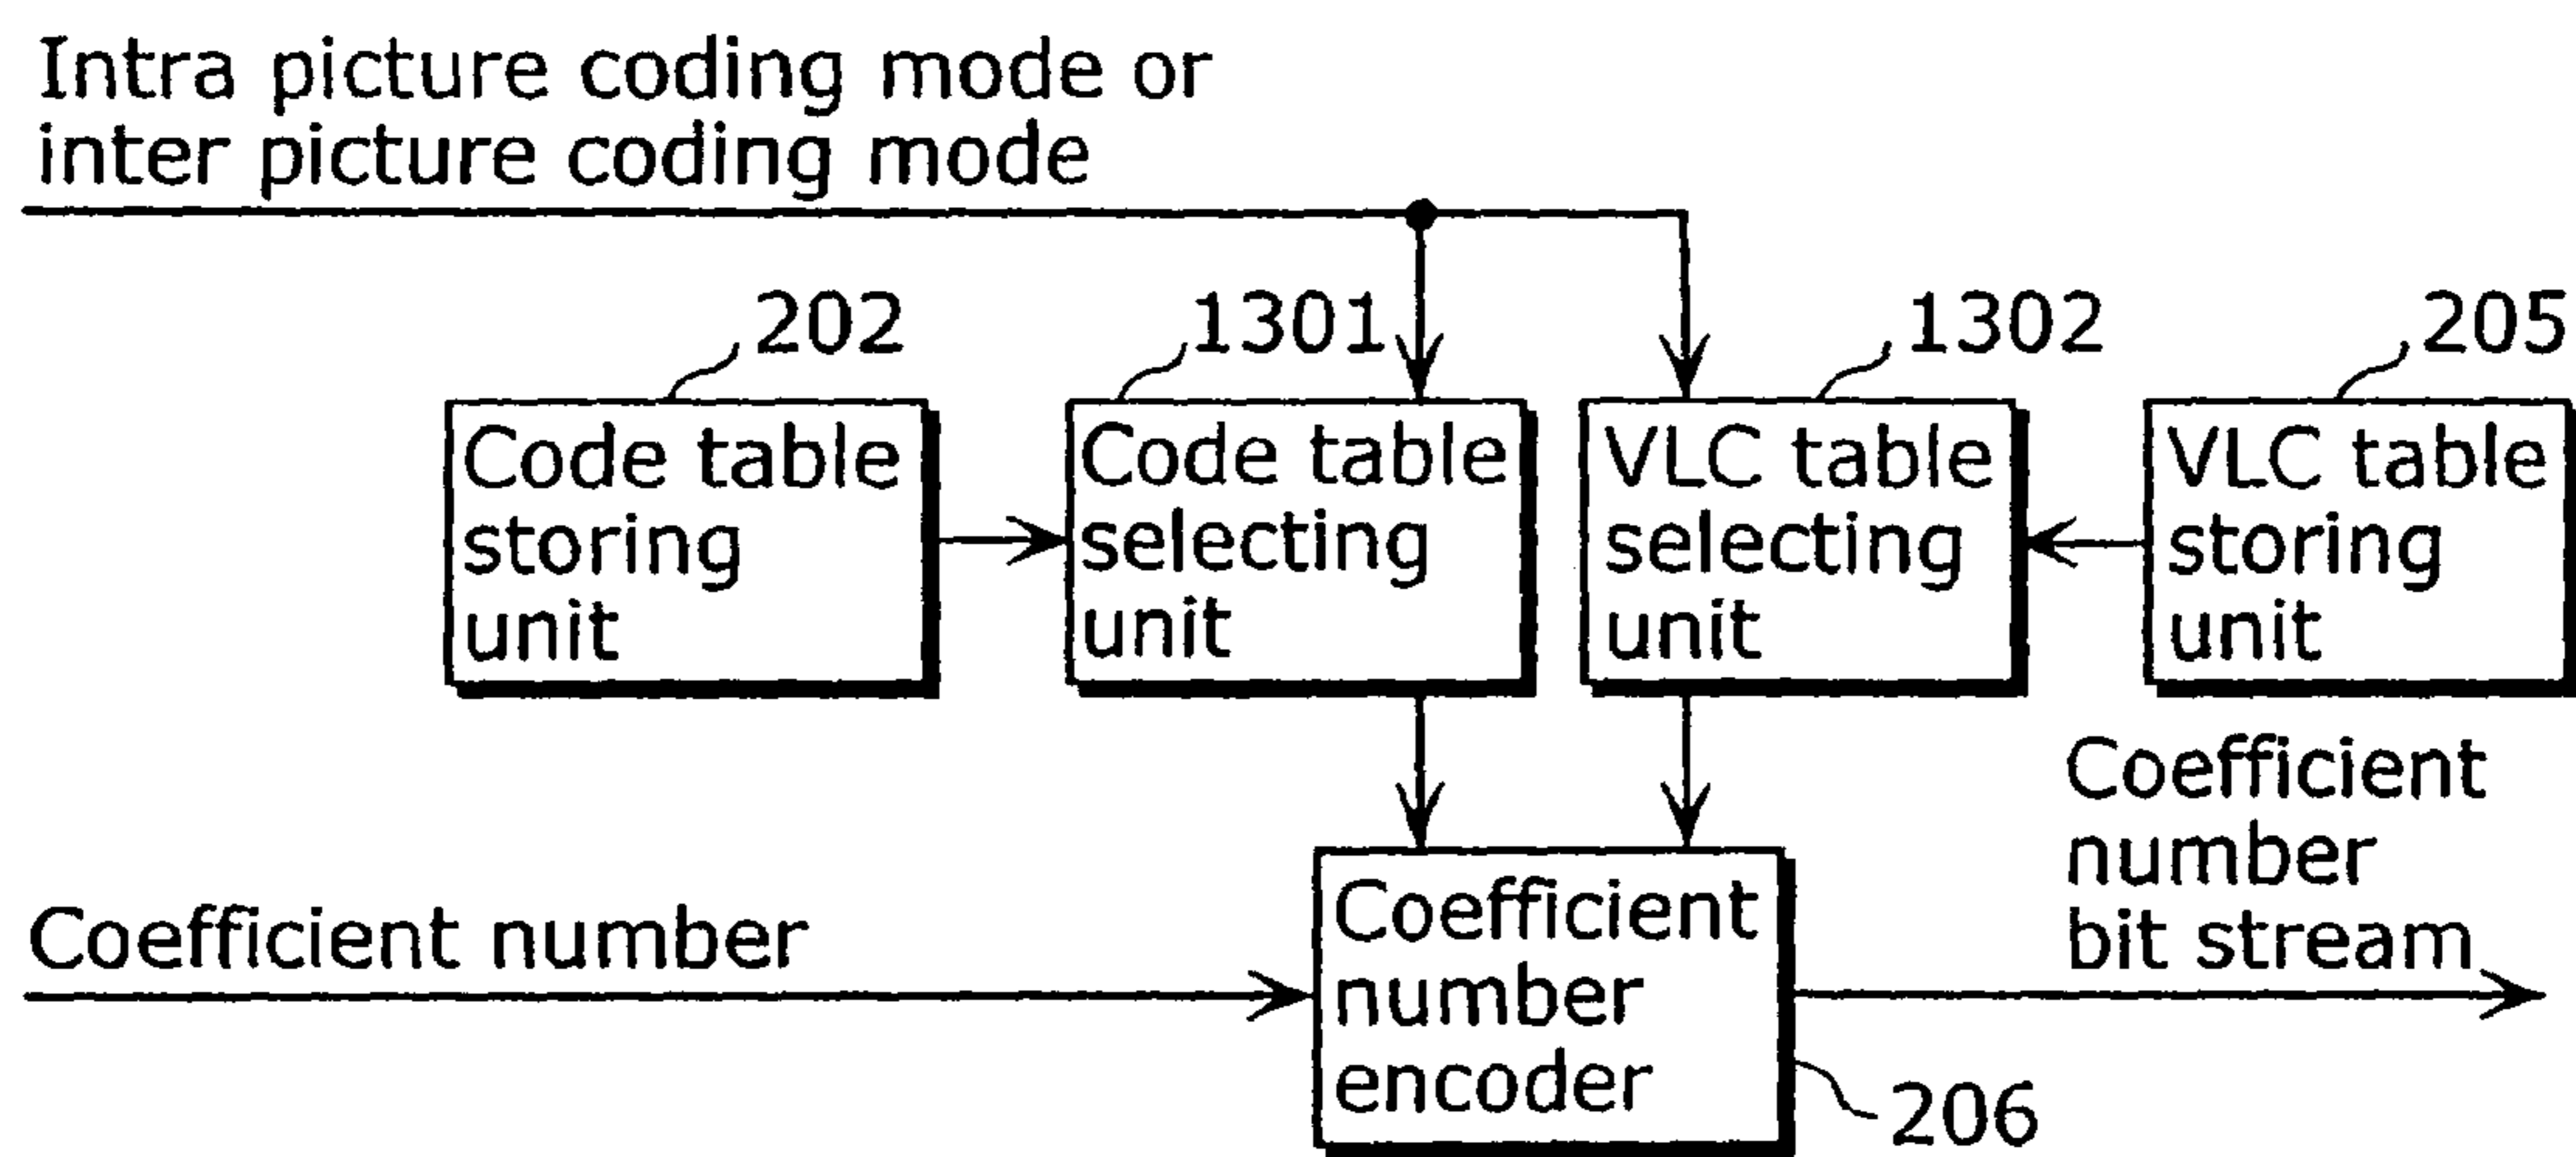 Intra picture coding mode or
inter picture coding mode
202
1301
1302
205
Code table
storing
unit
Code table
selecting
unit
VLC table
selecting
unit
VLC table
storing
unit
Coefficient number
Coefficient
number
encoder
206
Coefficient
number
bit stream